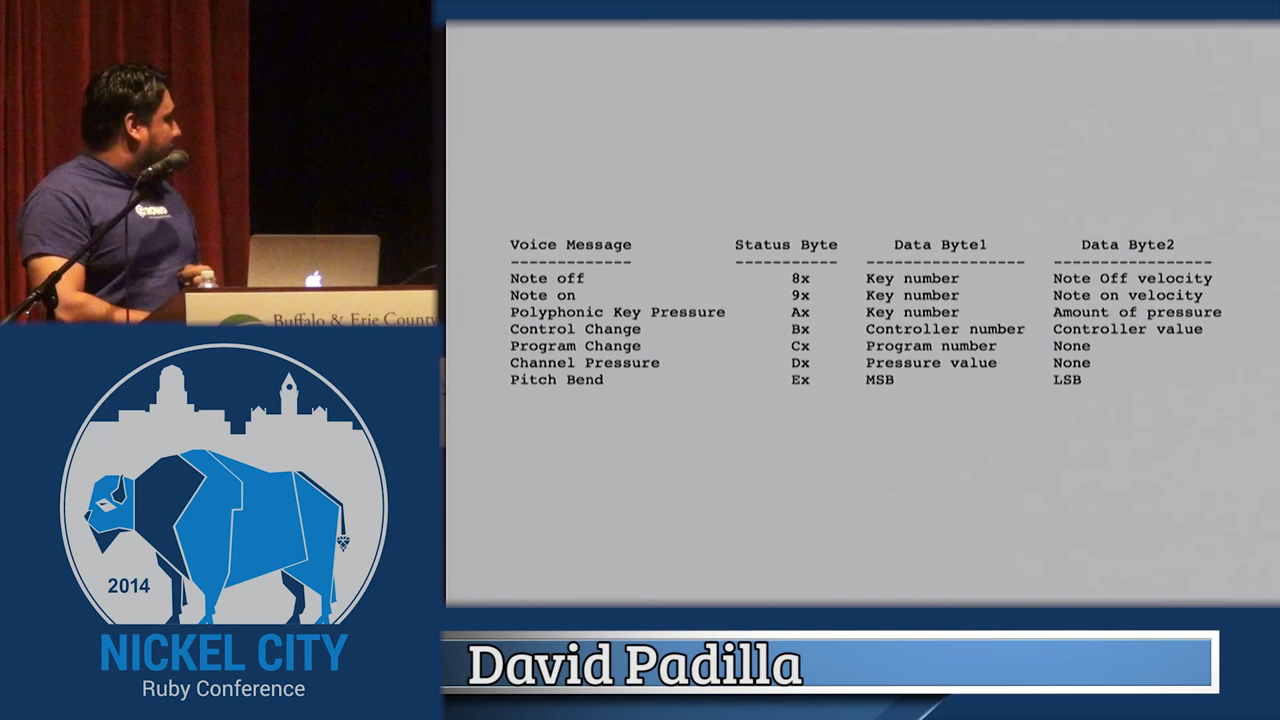 Voice Message Status Byte Data Byte1 Data Byte2
------------- ----------- ----------------- -----------------
Note off 8x Key number Note Off velocity
Note on 9x Key number Note on velocity
Polyphonic Key Pressure Ax Key number Amount of pressure
Control Change Bx Controller number Controller value
Program Change Cx Program number None
Channel Pressure Dx Pressure value None
Pitch Bend Ex MSB LSB
Buffalo & Erie County
2014
NICKEL CITY
Ruby Conference
David Padilla